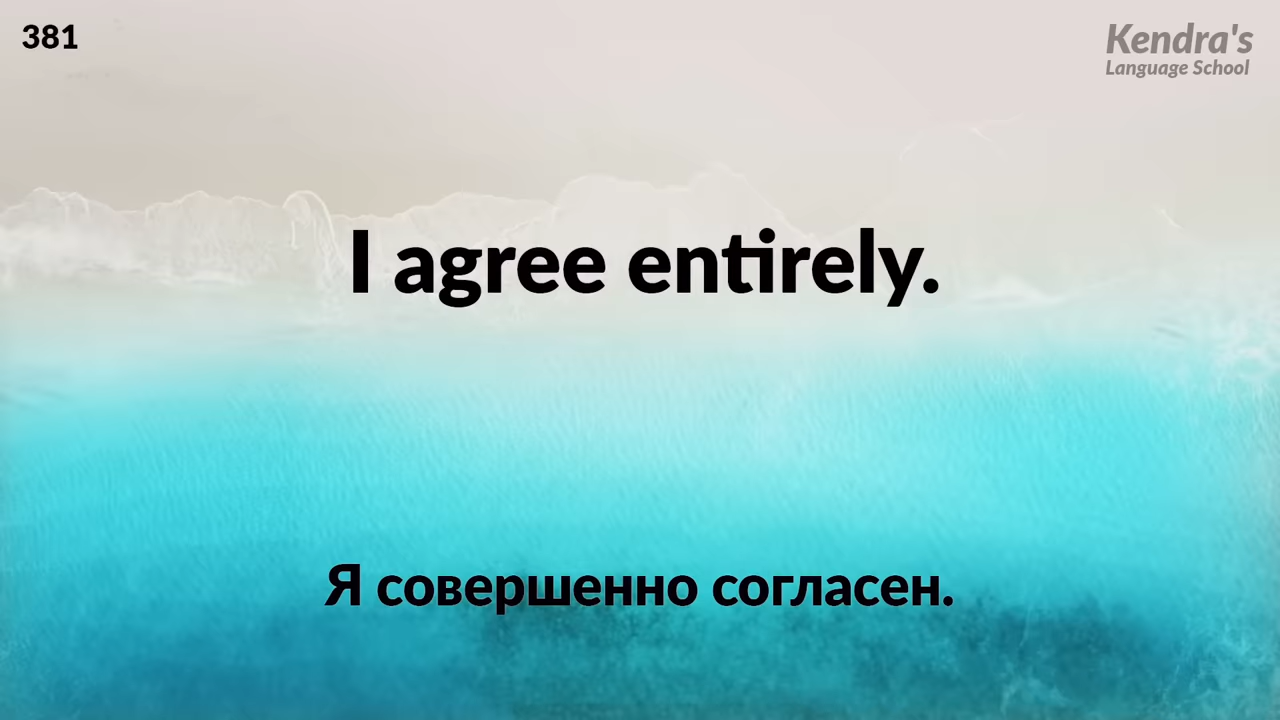 381
Kendra's
Language School
I agree entirely.
Я совершенно согласен.